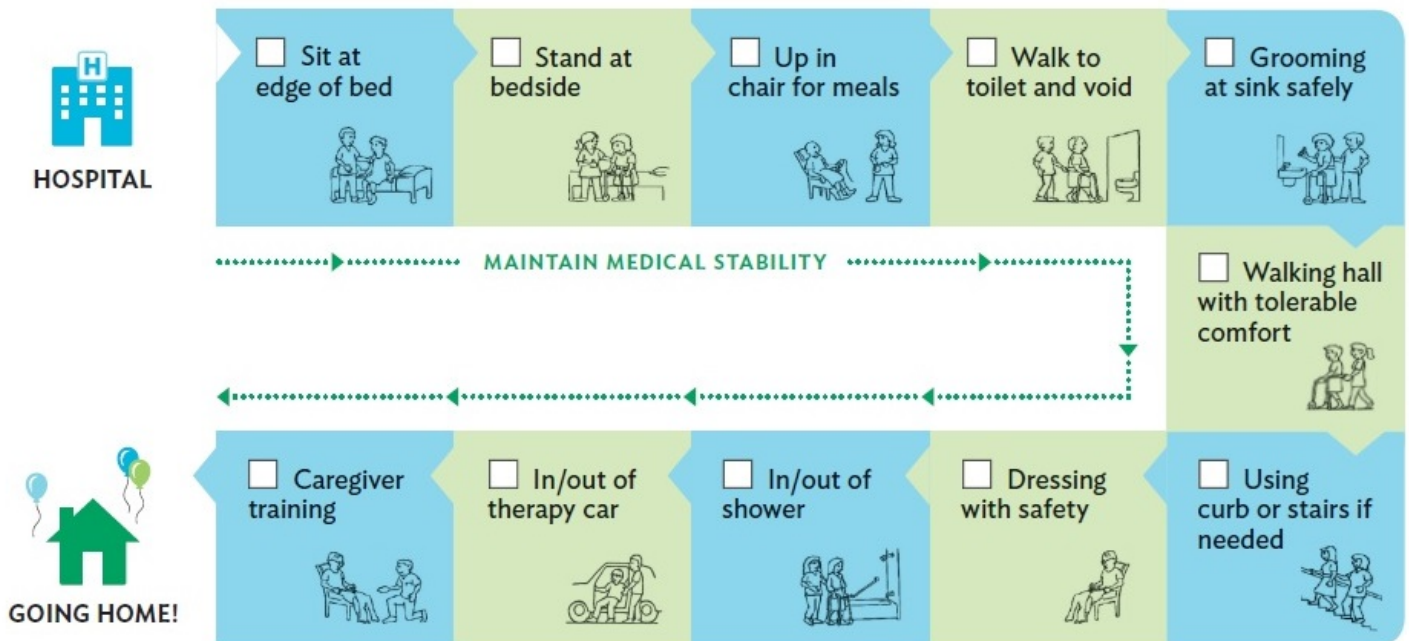 H
HOSPITAL
Sit at
edge of bed
Stand at
bedside
Up in
chair for meals
Walk to
toilet and void
Grooming
at sink safely
MAINTAIN MEDICAL STABILITY
Walking hall
with tolerable
comfort
Using
curb or stairs if
needed
Dressing
with safety
In/out of
shower
In/out of
therapy car
Caregiver
training
GOING HOME!